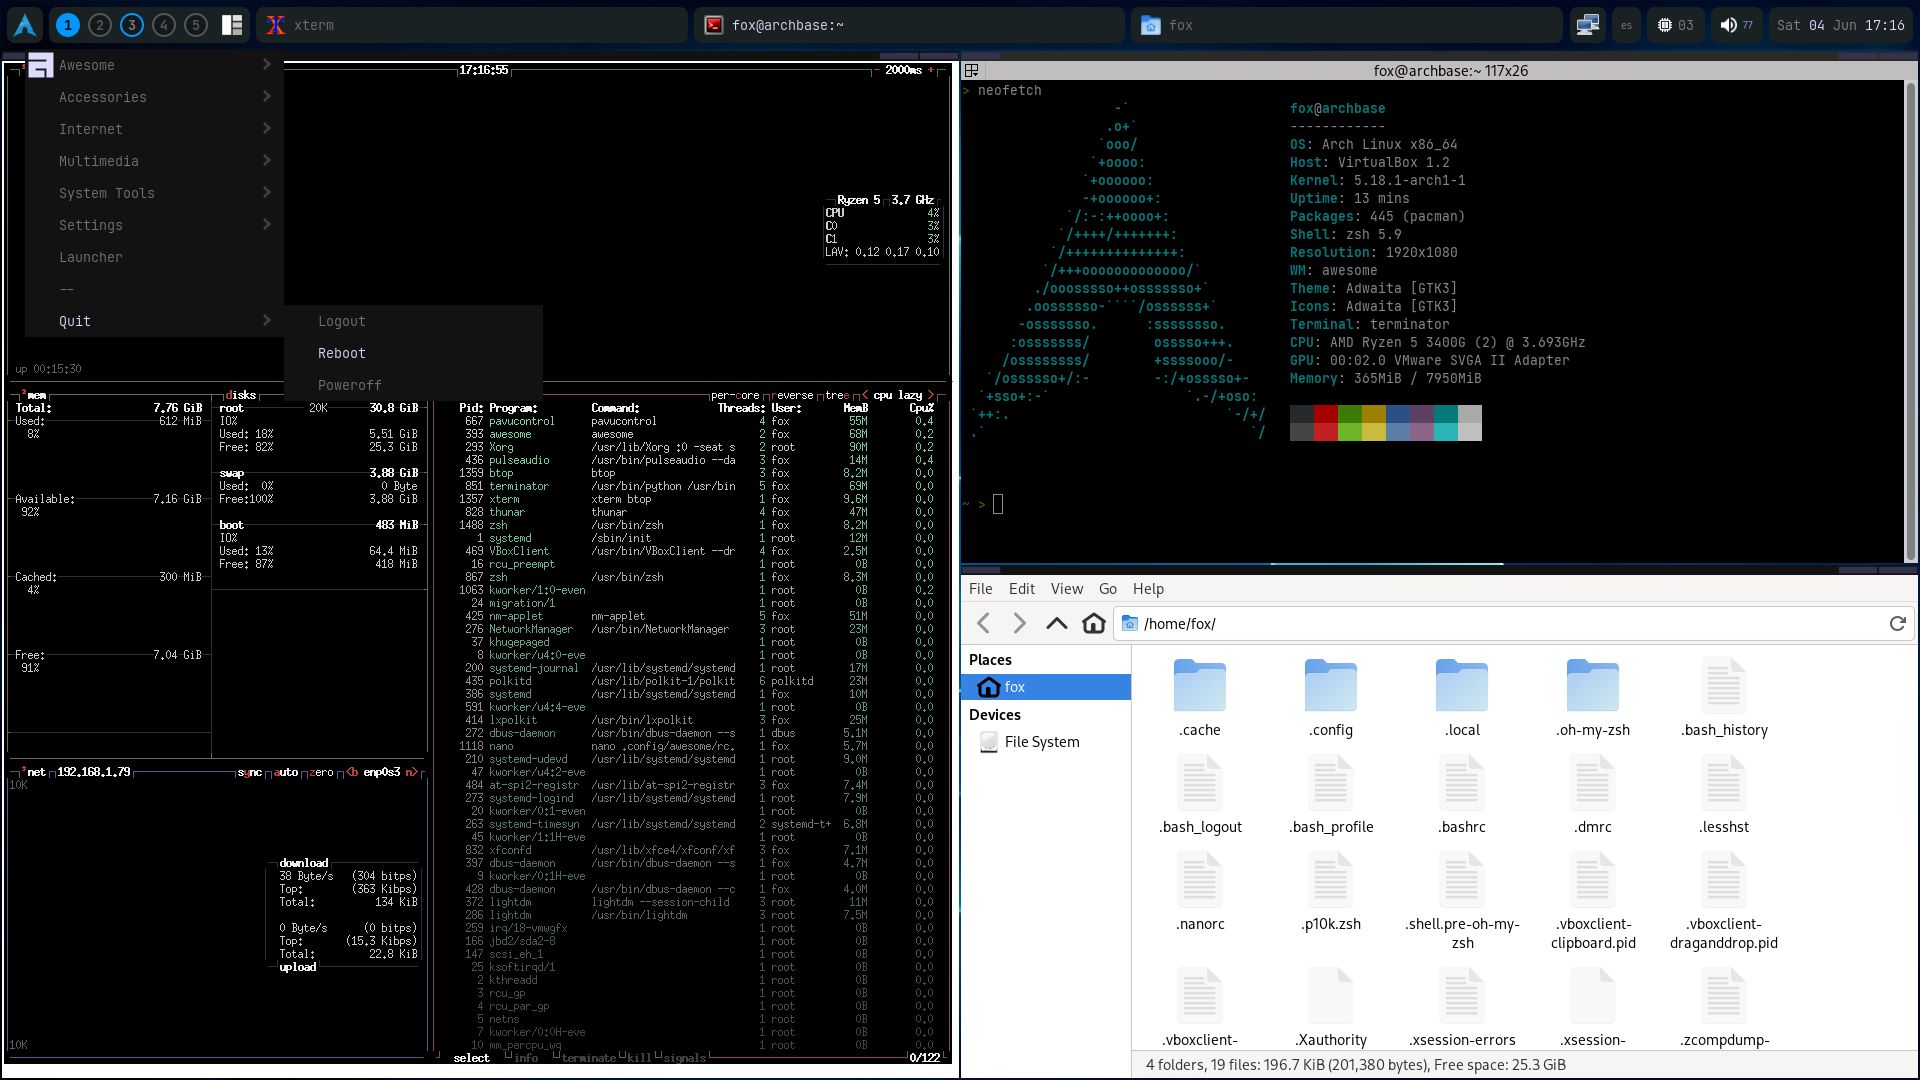 1 2 3 4 5 xterm fox@archbase:~ fox es 03 77 Sat 04 Jun 17:16
Awesome
Accessories
Internet
Multimedia
System Tools
Settings
Launcher
--
Quit
Logout
Reboot
Poweroff
17:16:55 - 2000ms +
Ryzen 5 3.7 GHz
CPU 4%
C0 3%
C1 3%
LAV: 0.12 0.17 0.10
up 00:15:30
mem
Total: 7.76 GiB
Used: 612 MiB
8%
Available: 7.16 GiB
92%
Cached: 300 MiB
4%
Free: 7.04 GiB
91%
disks
root 20K 30.8 GiB
IO%
Used: 18% 5.51 GiB
Free: 82% 25.3 GiB
swap 3.88 GiB
Used: 0% 0 Byte
Free:100% 3.88 GiB
boot 483 MiB
IO%
Used: 13% 64.4 MiB
Free: 87% 418 MiB
net 192.168.1.79 sync auto zero <b enp0s3 n>
10K
download
38 Byte/s (304 bitps)
Top: (363 Kibps)
Total: 134 KiB
0 Byte/s (0 bitps)
Top: (15.3 Kibps)
Total: 22.8 KiB
upload
10K
per-core reverse tree < cpu lazy >
Pid: Program: Command: Threads: User: MemB Cpu%
667 pavucontrol pavucontrol 4 fox 55M 0.4
393 awesome awesome 2 fox 68M 0.2
293 Xorg /usr/lib/Xorg :0 -seat s 2 root 90M 0.2
436 pulseaudio /usr/bin/pulseaudio --da 3 fox 14M 0.4
1359 btop btop 3 fox 8.2M 0.0
851 terminator /usr/bin/python /usr/bin 5 fox 69M 0.0
1357 xterm xterm btop 1 fox 9.6M 0.0
828 thunar thunar 4 fox 47M 0.0
1488 zsh /usr/bin/zsh 1 fox 8.2M 0.0
1 systemd /sbin/init 1 root 12M 0.0
469 VBoxClient /usr/bin/VBoxClient --dr 4 fox 2.5M 0.0
16 rcu_preempt 1 root 0B 0.0
867 zsh /usr/bin/zsh 1 fox 8.3M 0.0
1063 kworker/1:0-even 1 root 0B 0.2
24 migration/1 1 root 0B 0.0
425 nm-applet nm-applet 5 fox 51M 0.0
276 NetworkManager /usr/bin/NetworkManager 3 root 23M 0.0
37 khugepaged 1 root 0B 0.0
8 kworker/u4:0-eve 1 root 0B 0.0
200 systemd-journal /usr/lib/systemd/systemd 1 root 17M 0.0
435 polkitd /usr/lib/polkit-1/polkit 6 polkitd 23M 0.0
386 systemd /usr/lib/systemd/systemd 1 fox 10M 0.0
591 kworker/u4:4-eve 1 root 0B 0.0
414 lxpolkit /usr/bin/lxpolkit 3 fox 25M 0.0
272 dbus-daemon /usr/bin/dbus-daemon --s 1 dbus 5.1M 0.0
1118 nano nano .config/awesome/rc. 1 fox 5.7M 0.0
210 systemd-udevd /usr/lib/systemd/systemd 1 root 9.0M 0.0
47 kworker/u4:2-eve 1 root 0B 0.0
484 at-spi2-registr /usr/lib/at-spi2-registr 3 fox 7.4M 0.0
273 systemd-logind /usr/lib/systemd/systemd 1 root 7.9M 0.0
20 kworker/0:1-even 1 root 0B 0.0
263 systemd-timesyn /usr/lib/systemd/systemd 2 systemd-t+ 6.8M 0.0
45 kworker/1:1H-eve 1 root 0B 0.0
832 xfconfd /usr/lib/xfce4/xfconf/xf 3 fox 7.1M 0.0
397 dbus-daemon /usr/bin/dbus-daemon --s 1 fox 4.7M 0.0
9 kworker/0:1H-eve 1 root 0B 0.0
428 dbus-daemon /usr/bin/dbus-daemon --c 1 fox 4.0M 0.0
372 lightdm lightdm --session-child 3 root 11M 0.0
286 lightdm /usr/bin/lightdm 3 root 7.5M 0.0
259 irq/18-vmwgfx 1 root 0B 0.0
166 jbd2/sda2-8 1 root 0B 0.0
147 scsi_eh_1 1 root 0B 0.0
25 ksoftirqd/1 1 root 0B 0.0
2 kthreadd 1 root 0B 0.0
3 rcu_gp 1 root 0B 0.0
4 rcu_par_gp 1 root 0B 0.0
5 netns 1 root 0B 0.0
7 kworker/0:0H-eve 1 root 0B 0.0
10 mm_percpu_wq 1 root 0B 0.0
select info terminate kill signals 0/122
fox@archbase:~ 117x26
> neofetch
fox@archbase
------------
OS: Arch Linux x86_64
Host: VirtualBox 1.2
Kernel: 5.18.1-arch1-1
Uptime: 13 mins
Packages: 445 (pacman)
Shell: zsh 5.9
Resolution: 1920x1080
WM: awesome
Theme: Adwaita [GTK3]
Icons: Adwaita [GTK3]
Terminal: terminator
CPU: AMD Ryzen 5 3400G (2) @ 3.693GHz
GPU: 00:02.0 VMware SVGA II Adapter
Memory: 365MiB / 7950MiB
~ >
File Edit View Go Help
/home/fox/
Places
fox
Devices
File System
.cache .config .local .oh-my-zsh .bash_history
.bash_logout .bash_profile .bashrc .dmrc .lesshst
.nanorc .p10k.zsh .shell.pre-oh-my-zsh .vboxclient-clipboard.pid .vboxclient-draganddrop.pid
.vboxclient- .Xauthority .xsession-errors .xsession- .zcompdump-
4 folders, 19 files: 196.7 KiB (201,380 bytes), Free space: 25.3 GiB